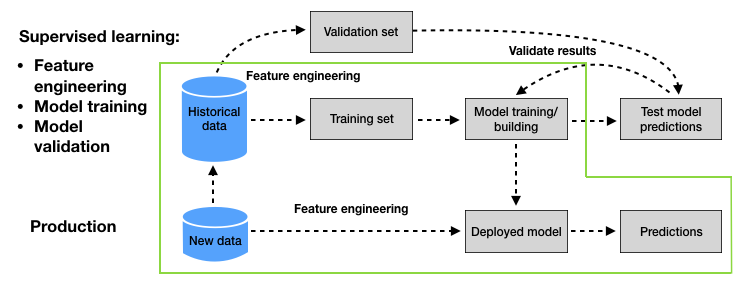 Supervised learning:
• Feature
engineering
• Model training
• Model
validation
Validation set
Validate results
Feature engineering
Historical
data
Training set
Model training/
building
Test model
predictions
Production
Feature engineering
New data
Deployed model
Predictions